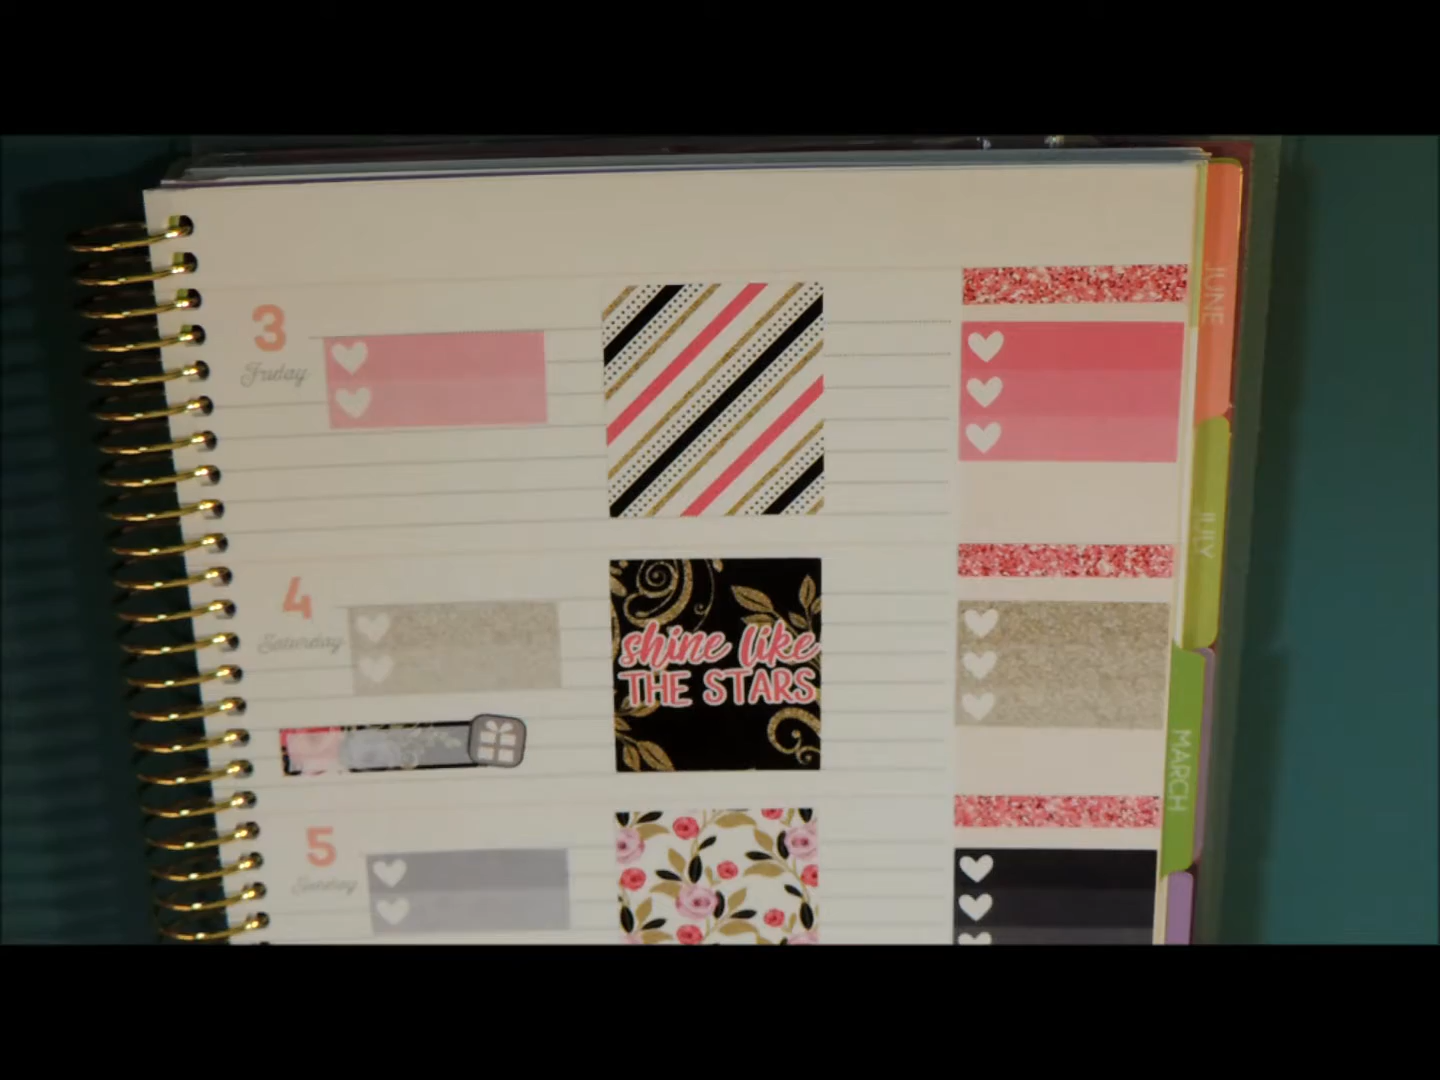 3
Friday
4
Saturday
shine like
THE STARS
5
Sunday
JUNE
JULY
MARCH